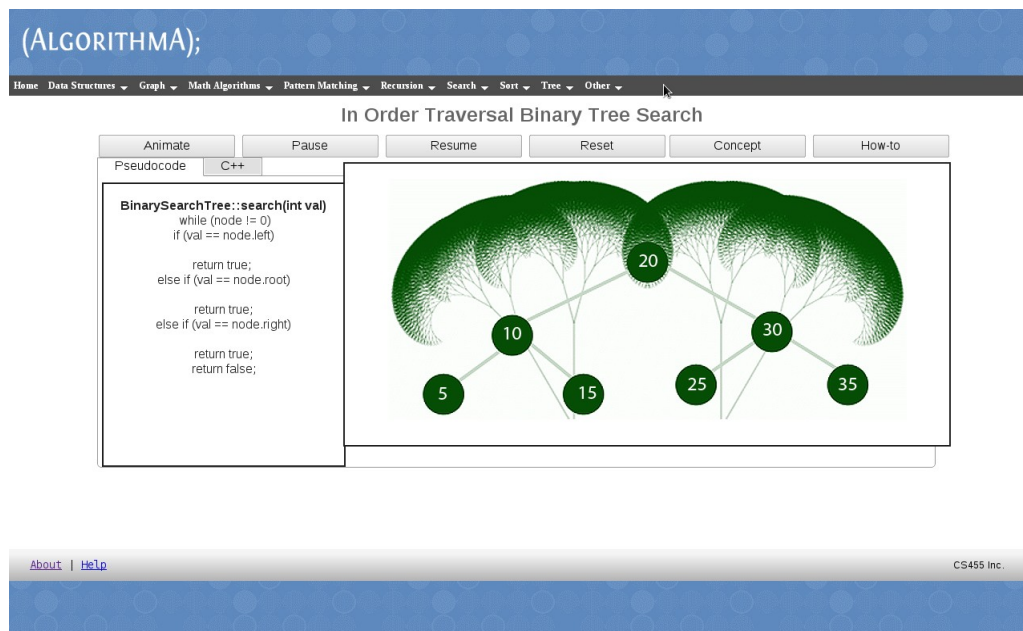 (ALGORITHMA);
Home Data Structures Graph Math Algorithms Pattern Matching Recursion Search Sort Tree Other
In Order Traversal Binary Tree Search
Animate Pause Resume Reset Concept How-to
Pseudocode C++
BinarySearchTree::search(int val)
while (node != 0)
if (val == node.left)
return true;
else if (val == node.root)
return true;
else if (val == node.right)
return true;
return false;
20
10 30
5 15 25 35
About | Help
CS455 Inc.